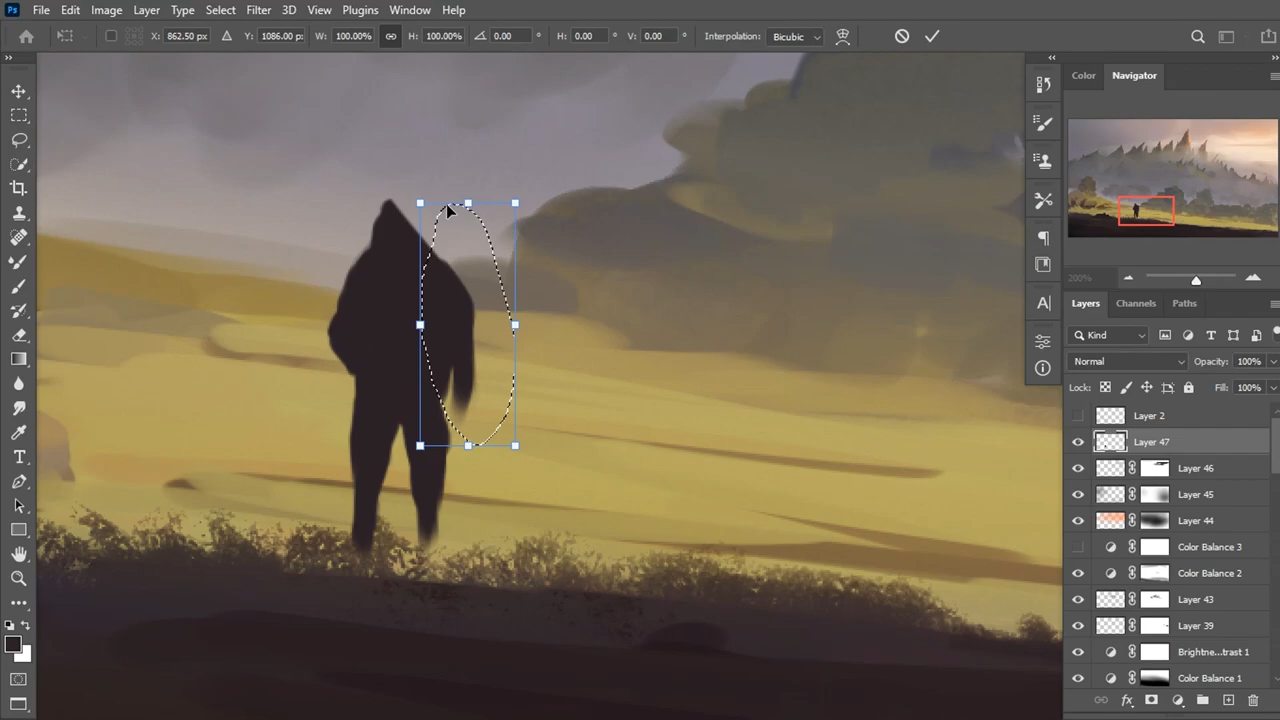 Ps File Edit Image Layer Type Select Filter 3D View Plugins Window Help
X: 862.50 px Y: 1086.00 px W: 100.00% H: 100.00% 0.00 ° H: 0.00 ° V: 0.00 ° Interpolation: Bicubic
Color Navigator
200%
Layers Channels Paths
Kind
Normal Opacity: 100%
Lock: Fill: 100%
Layer 2
Layer 47
Layer 46
Layer 45
Layer 44
Color Balance 3
Color Balance 2
Layer 43
Layer 39
Brightne...trast 1
Color Balance 1